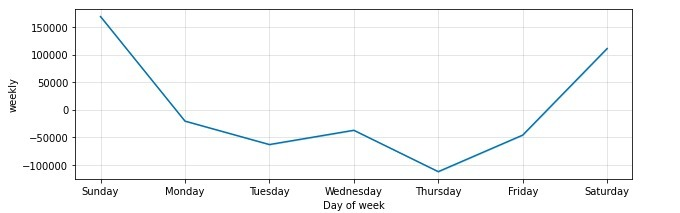 150000
100000
50000
0
−50000
−100000
weekly
Sunday Monday Tuesday Wednesday Thursday Friday Saturday
Day of week